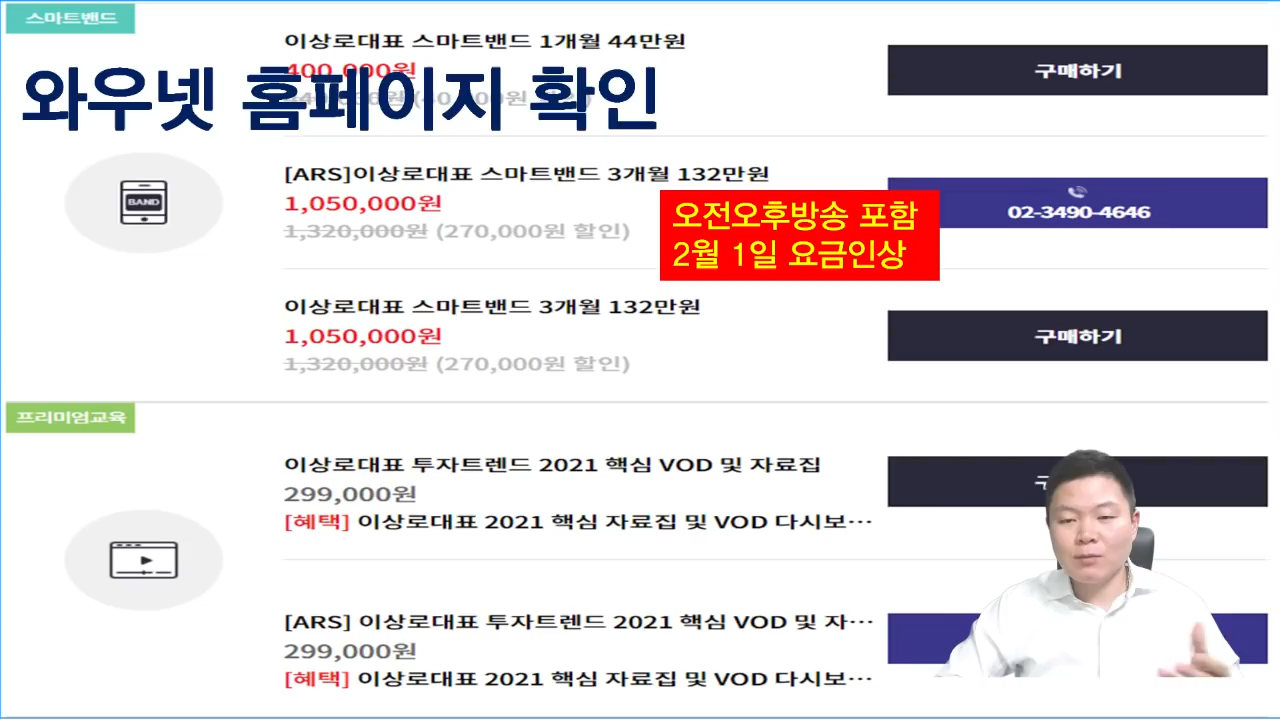 스마트밴드
이상로대표 스마트밴드 1개월 44만원
400,000원
구매하기
와우넷 홈페이지 확인
[ARS]이상로대표 스마트밴드 3개월 132만원
1,050,000원
1,320,000원 (270,000원 할인)
BAND
02-3490-4646
오전오후방송 포함
2월 1일 요금인상
이상로대표 스마트밴드 3개월 132만원
1,050,000원
1,320,000원 (270,000원 할인)
구매하기
프리미엄교육
이상로대표 투자트렌드 2021 핵심 VOD 및 자료집
299,000원
[혜택] 이상로대표 2021 핵심 자료집 및 VOD 다시보…
[ARS] 이상로대표 투자트렌드 2021 핵심 VOD 및 자…
299,000원
[혜택] 이상로대표 2021 핵심 자료집 및 VOD 다시보…